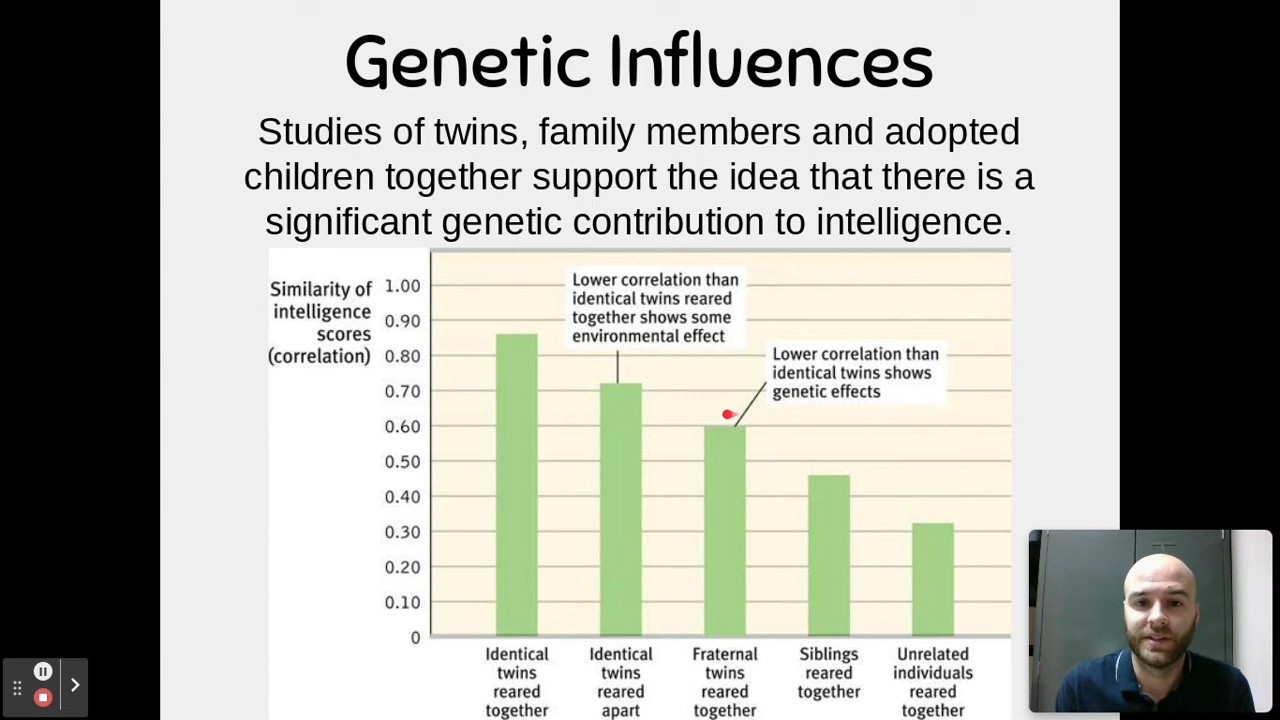 Genetic Influences
Studies of twins, family members and adopted
children together support the idea that there is a
significant genetic contribution to intelligence.
Similarity of
intelligence
scores
(correlation)
1.00
0.90
0.80
0.70
0.60
0.50
0.40
0.30
0.20
0.10
0
Lower correlation than
identical twins reared
together shows some
environmental effect
Lower correlation than
identical twins shows
genetic effects
Identical
twins
reared
together
Identical
twins
reared
apart
Fraternal
twins
reared
together
Siblings
reared
together
Unrelated
individuals
reared
together